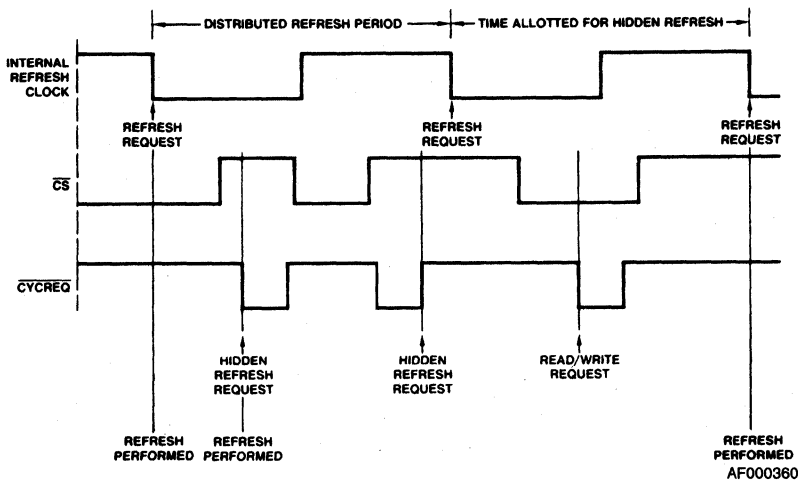 DISTRIBUTED REFRESH PERIOD
TIME ALLOTTED FOR HIDDEN REFRESH
INTERNAL
REFRESH
CLOCK
REFRESH
REQUEST
REFRESH
REQUEST
REFRESH
REQUEST
CS
CYCREQ
HIDDEN
REFRESH
REQUEST
HIDDEN
REFRESH
REQUEST
READ/WRITE
REQUEST
REFRESH
PERFORMED
REFRESH
PERFORMED
REFRESH
PERFORMED
AF000360